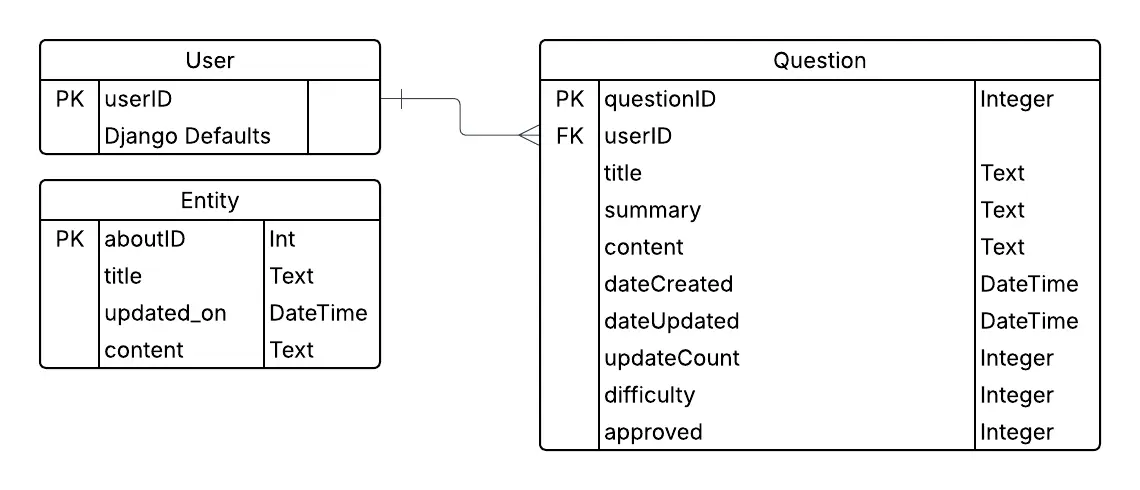 User
PK userID
Django Defaults
Entity
PK aboutID Int
title Text
updated_on DateTime
content Text
Question
PK questionID Integer
FK userID
title Text
summary Text
content Text
dateCreated DateTime
dateUpdated DateTime
updateCount Integer
difficulty Integer
approved Integer